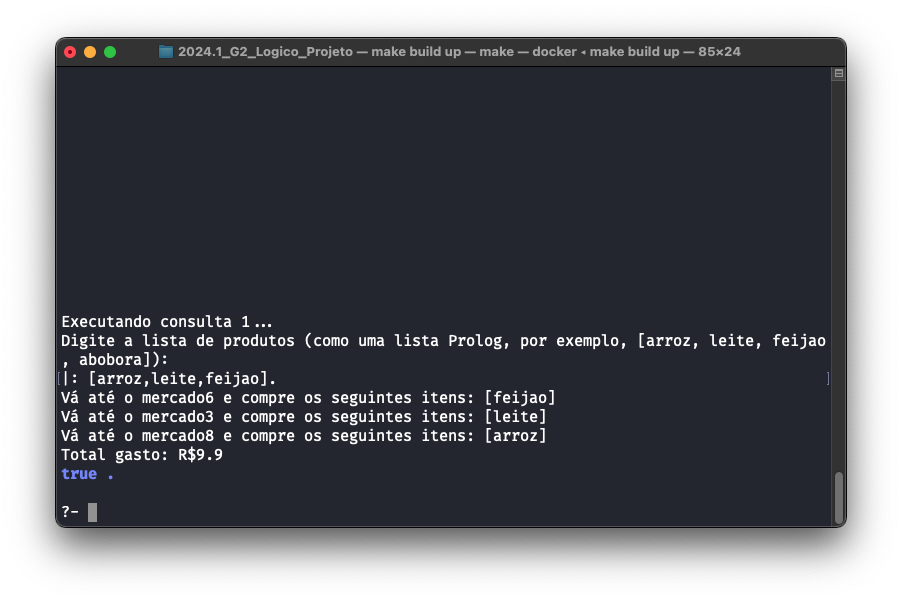 2024.1_G2_Logico_Projeto — make build up — make — docker ◂ make build up — 85×24
Executando consulta 1...
Digite a lista de produtos (como uma lista Prolog, por exemplo, [arroz, leite, feijao
, abobora]):
|: [arroz,leite,feijao].
Vá até o mercado6 e compre os seguintes itens: [feijao]
Vá até o mercado3 e compre os seguintes itens: [leite]
Vá até o mercado8 e compre os seguintes itens: [arroz]
Total gasto: R$9.9
true .
?-